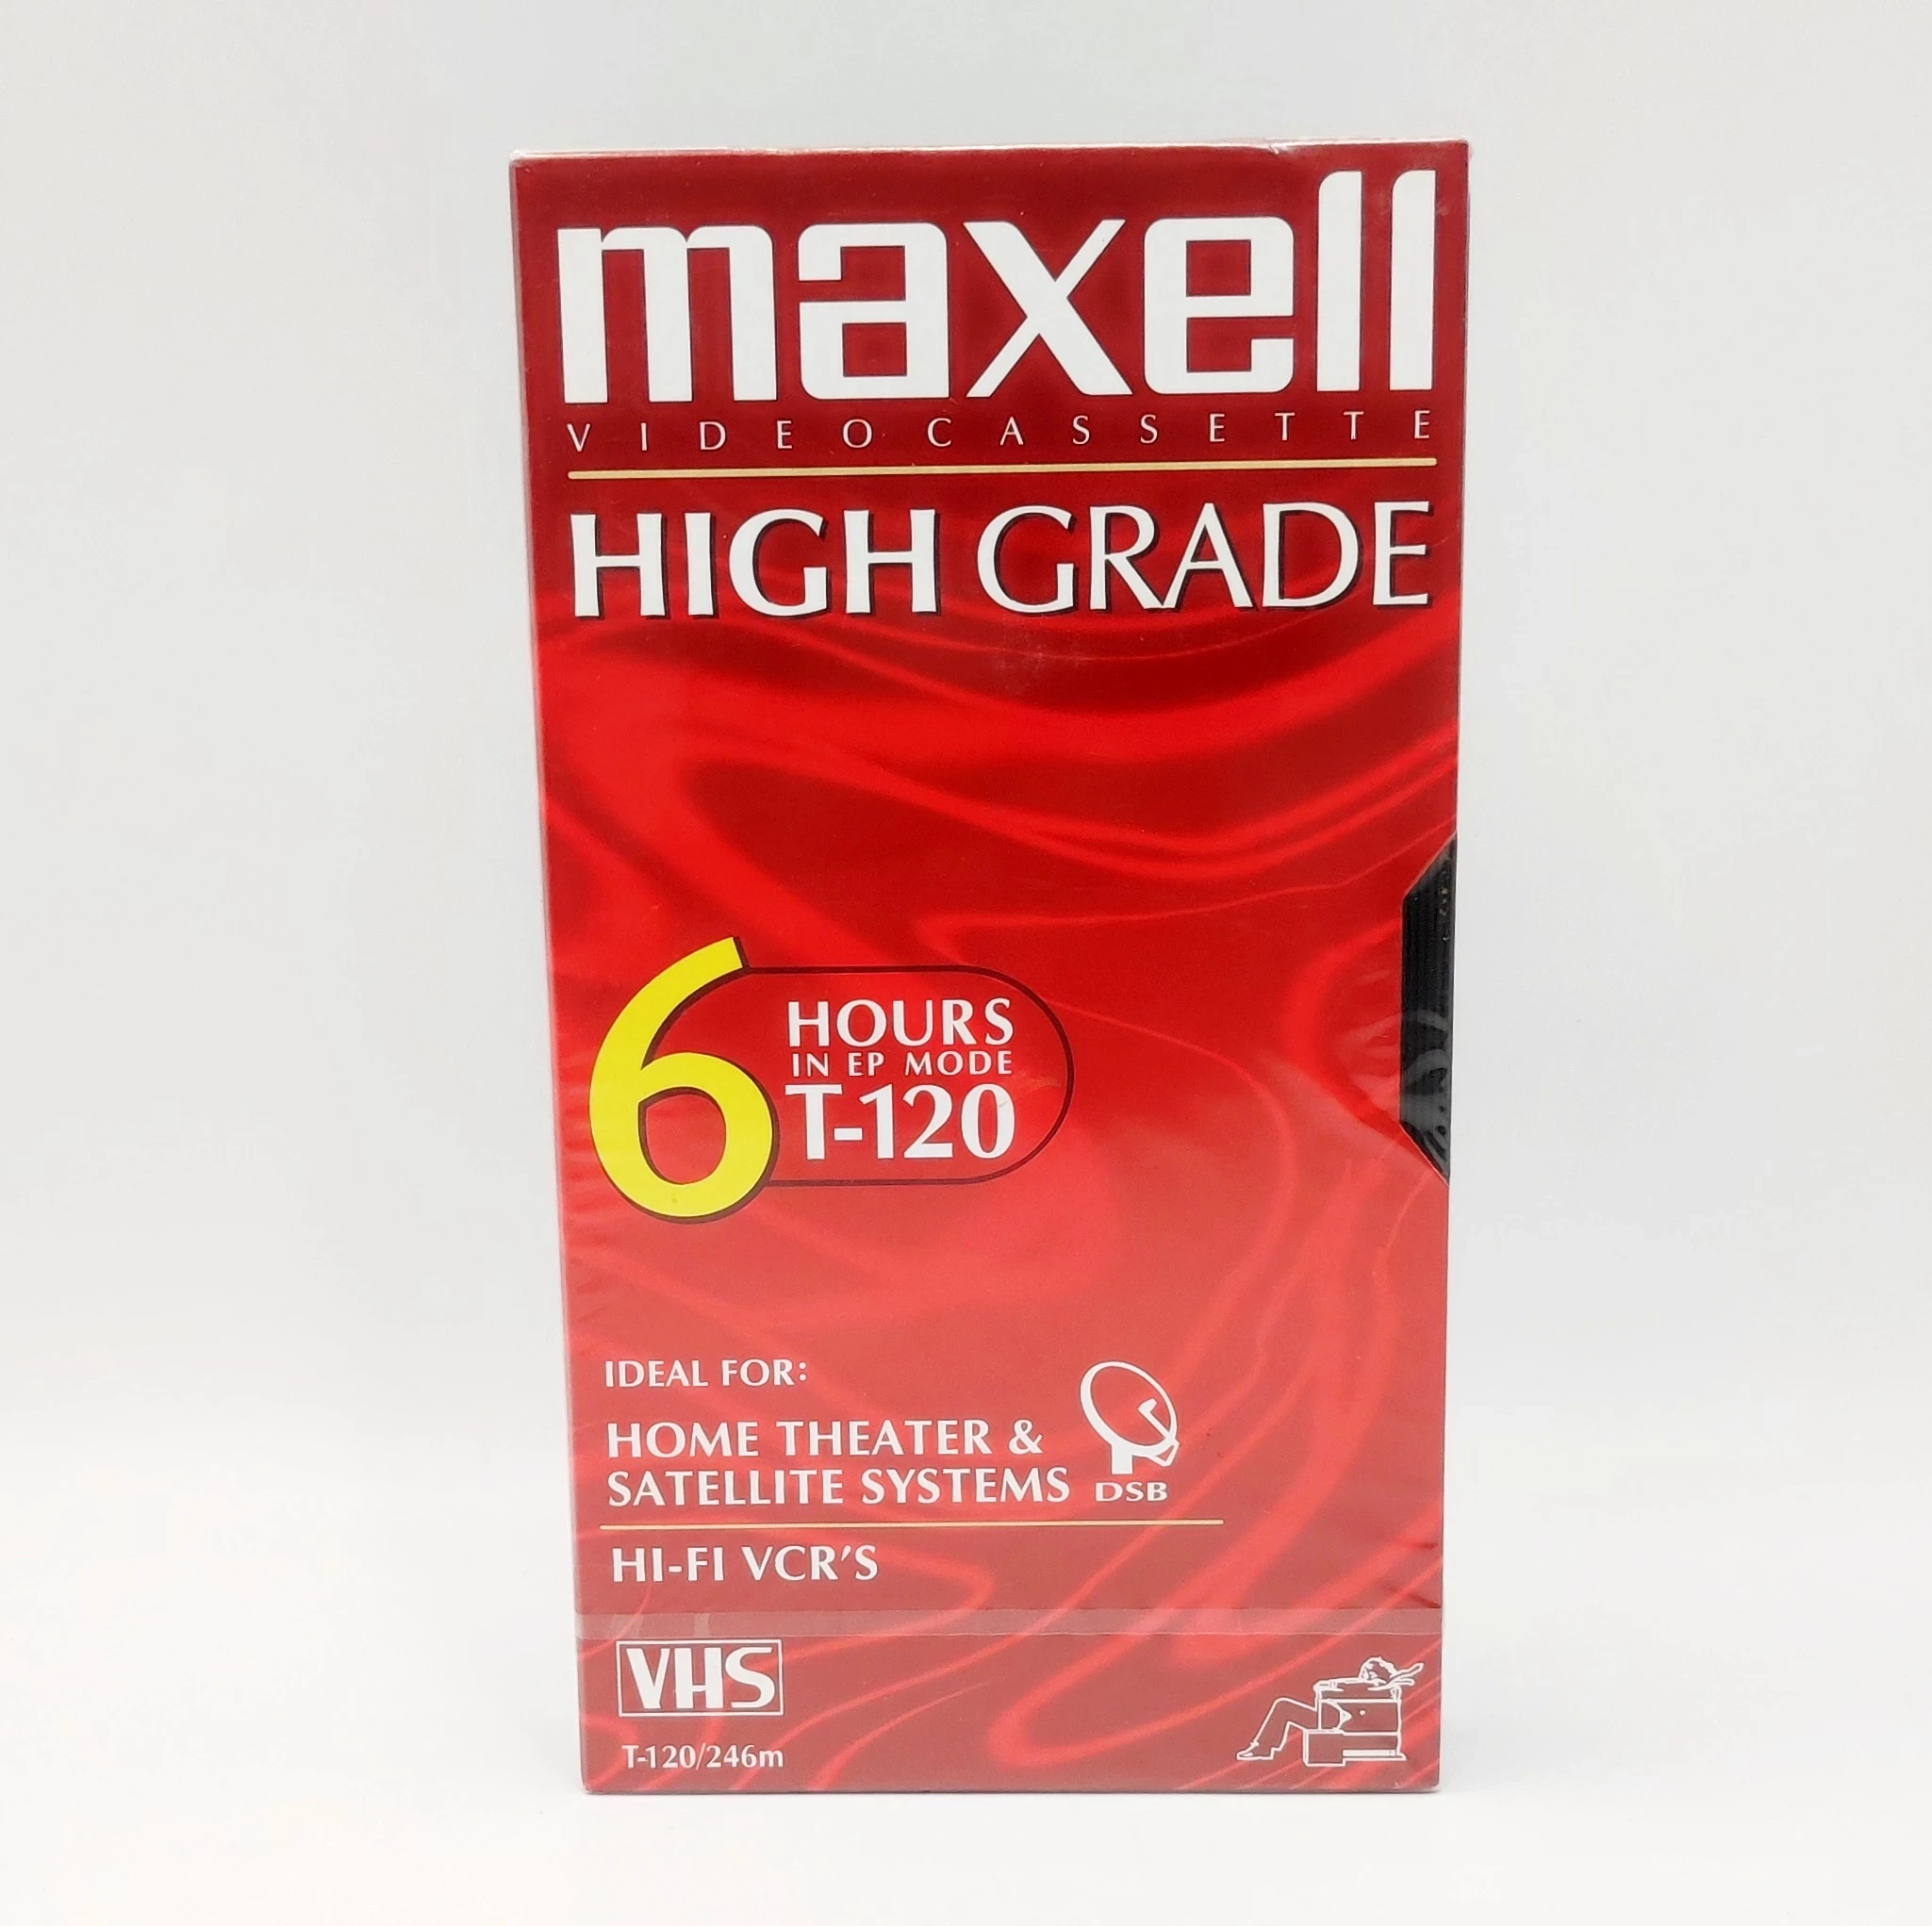 maxell
VIDEOCASSETTE
HIGH GRADE
6 HOURS
IN EP MODE
T-120
IDEAL FOR:
HOME THEATER &
SATELLITE SYSTEMS
DSB
HI-FI VCR'S
VHS
T-120/246m